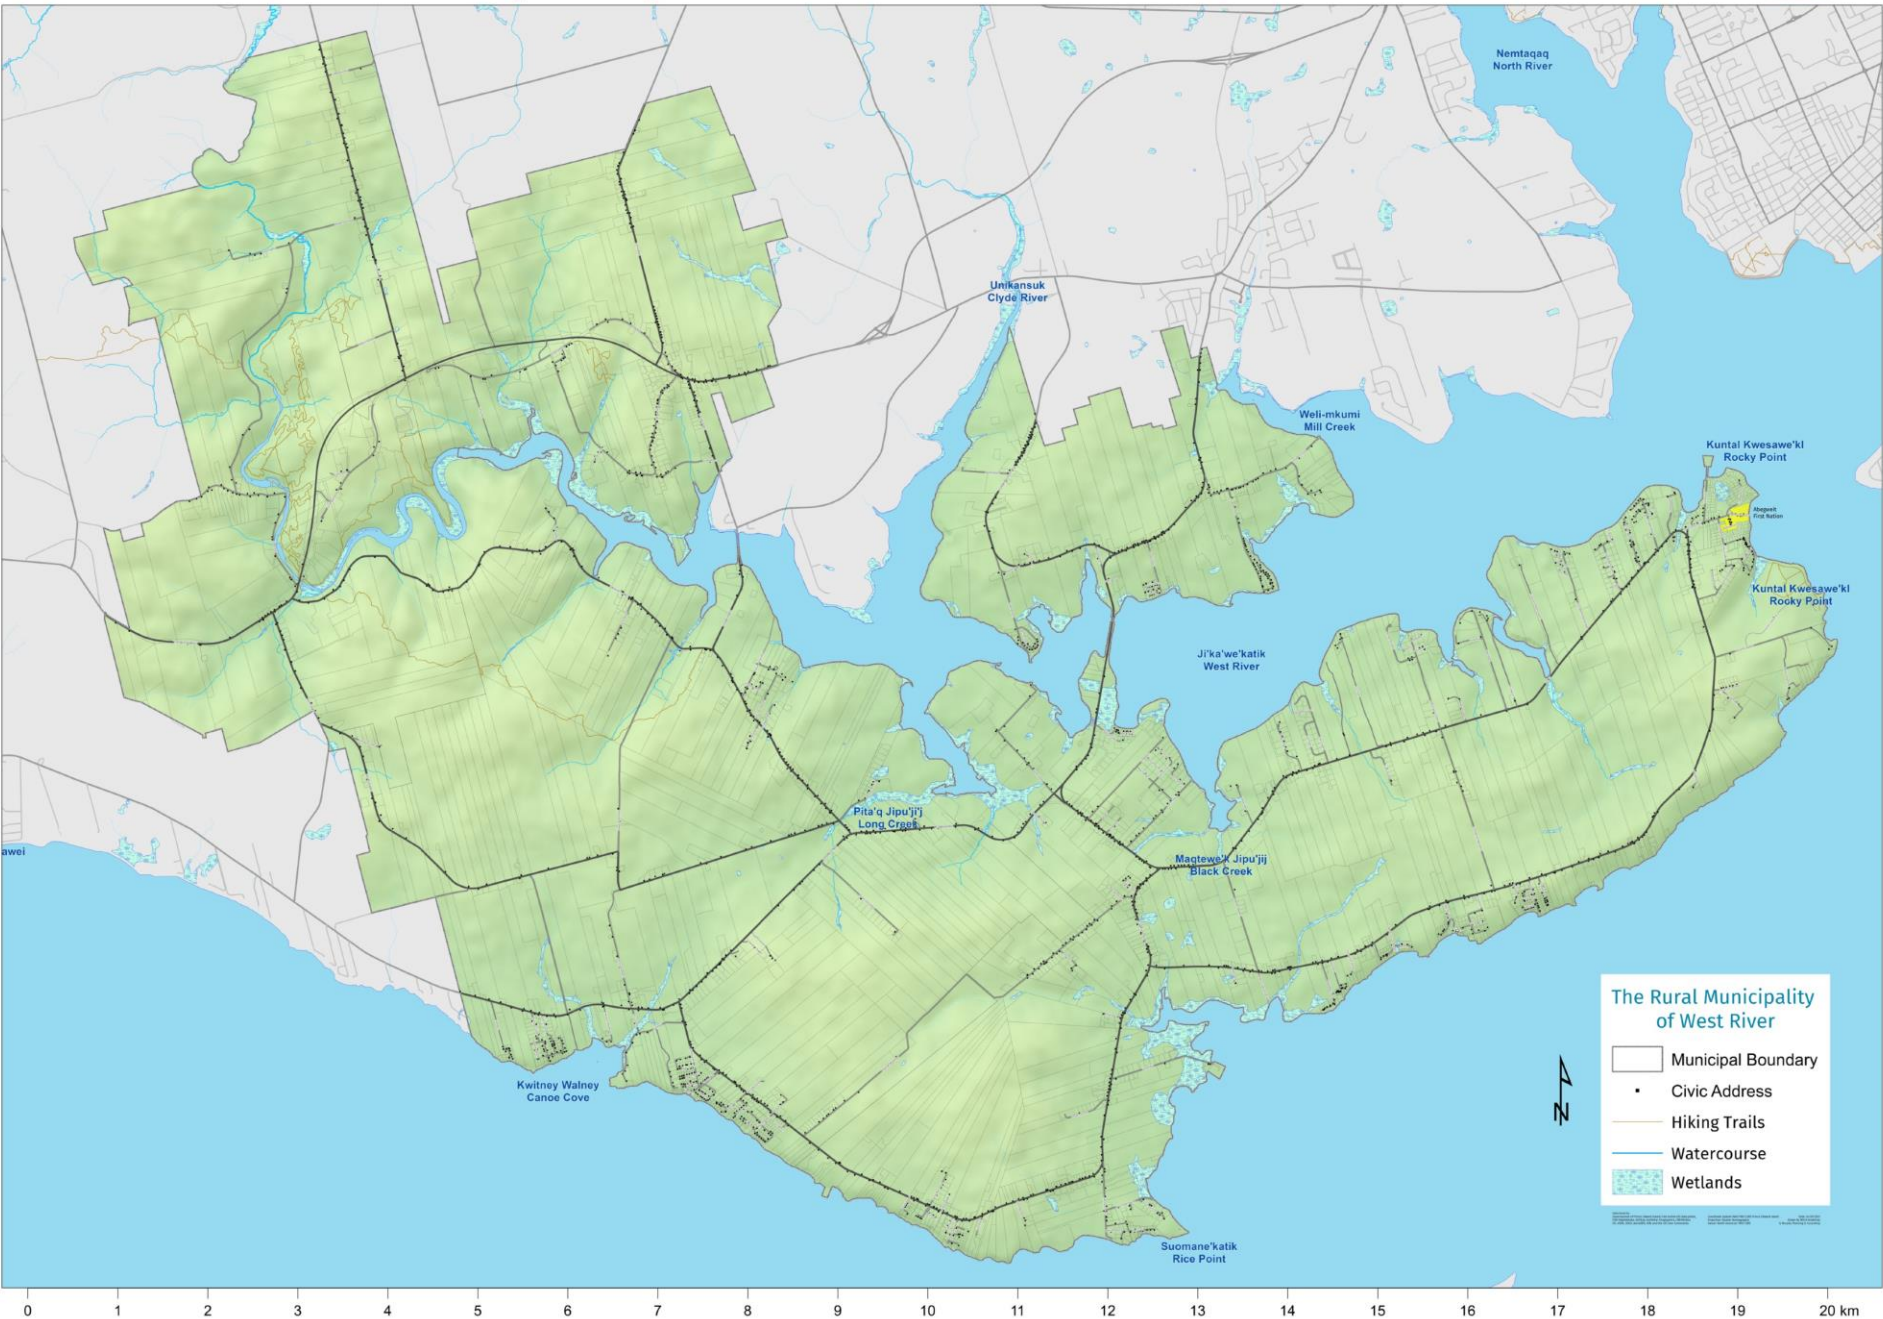 Nemtaqaq
North River
Unikansuk
Clyde River
Weli-mkumi
Mill Creek
Kuntal Kwesawe'kl
Rocky Point
Abegweit
First Nation
Kuntal Kwesawe'kl
Rocky Point
Ji'ka'we'katik
West River
Pita'q Jipu'ji'j
Long Creek
Maqtewe'k Jipu'jij
Black Creek
awei
Kwitney Walney
Canoe Cove
Suomane'katik
Rice Point
The Rural Municipality
of West River
Municipal Boundary
Civic Address
Hiking Trails
Watercourse
Wetlands
N
0 1 2 3 4 5 6 7 8 9 10 11 12 13 14 15 16 17 18 19 20 km